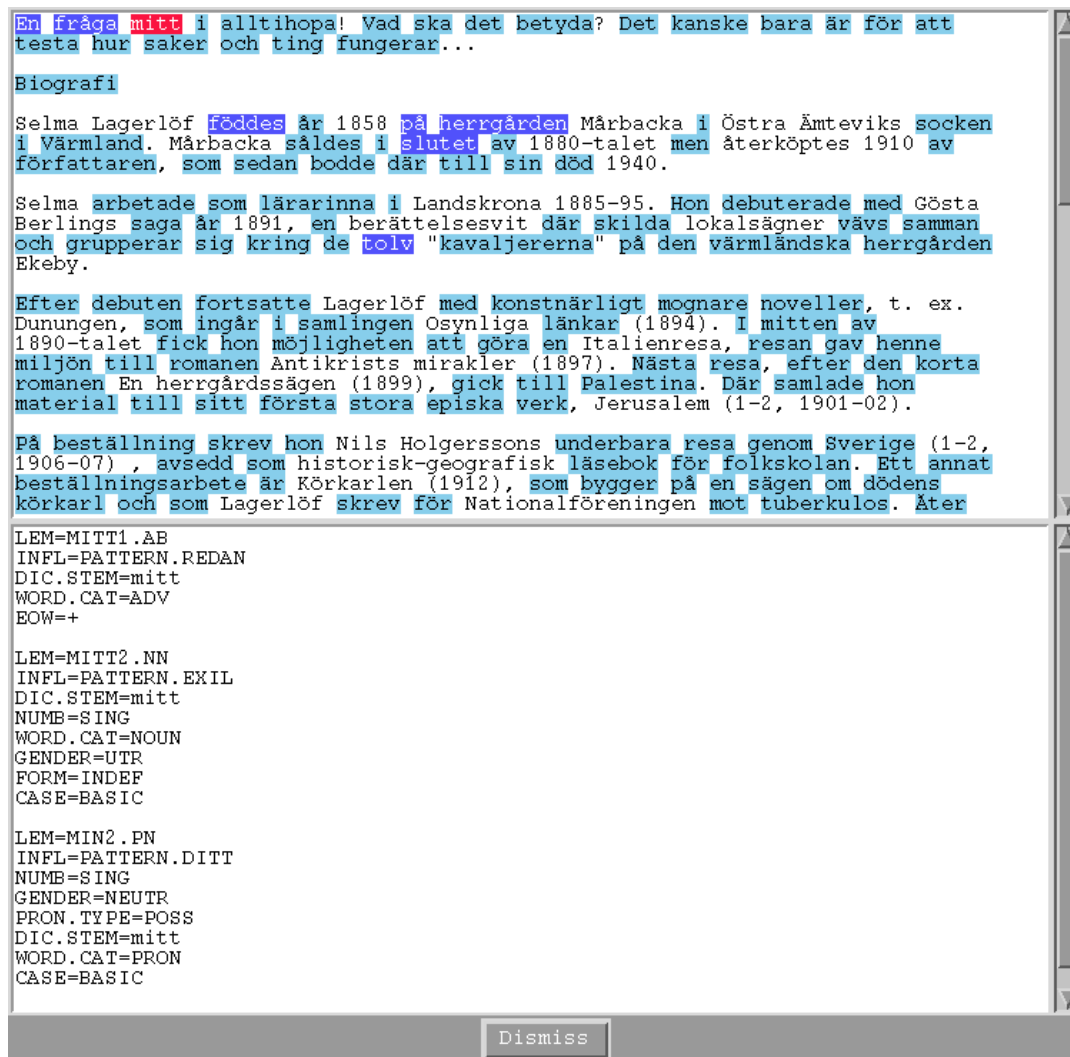 En fråga mitt i alltihopa! Vad ska det betyda? Det kanske bara är för att
testa hur saker och ting fungerar...
Biografi
Selma Lagerlöf föddes år 1858 på herrgården Mårbacka i Östra Ämteviks socken
i Värmland. Mårbacka såldes i slutet av 1880-talet men återköptes 1910 av
författaren, som sedan bodde där till sin död 1940.
Selma arbetade som lärarinna i Landskrona 1885-95. Hon debuterade med Gösta
Berlings saga år 1891, en berättelsesvit där skilda lokalsägner vävs samman
och grupperar sig kring de tolv "kavaljererna" på den värmländska herrgården
Ekeby.
Efter debuten fortsatte Lagerlöf med konstnärligt mognare noveller, t. ex.
Dunungen, som ingår i samlingen Osynliga länkar (1894). I mitten av
1890-talet fick hon möjligheten att göra en Italienresa, resan gav henne
miljön till romanen Antikrists mirakler (1897). Nästa resa, efter den korta
romanen En herrgårdssägen (1899), gick till Palestina. Där samlade hon
material till sitt första stora episka verk, Jerusalem (1-2, 1901-02).
På beställning skrev hon Nils Holgerssons underbara resa genom Sverige (1-2,
1906-07) , avsedd som historisk-geografisk läsebok för folkskolan. Ett annat
beställningsarbete är Körkarlen (1912), som bygger på en sägen om dödens
körkarl och som Lagerlöf skrev för Nationalföreningen mot tuberkulos. Åter
LEM=MITT1.AB
INFL=PATTERN.REDAN
DIC.STEM=mitt
WORD.CAT=ADV
EOW=+
LEM=MITT2.NN
INFL=PATTERN.EXIL
DIC.STEM=mitt
NUMB=SING
WORD.CAT=NOUN
GENDER=UTR
FORM=INDEF
CASE=BASIC
LEM=MIN2.PN
INFL=PATTERN.DITT
NUMB=SING
GENDER=NEUTR
PRON.TYPE=POSS
DIC.STEM=mitt
WORD.CAT=PRON
CASE=BASIC
Dismiss